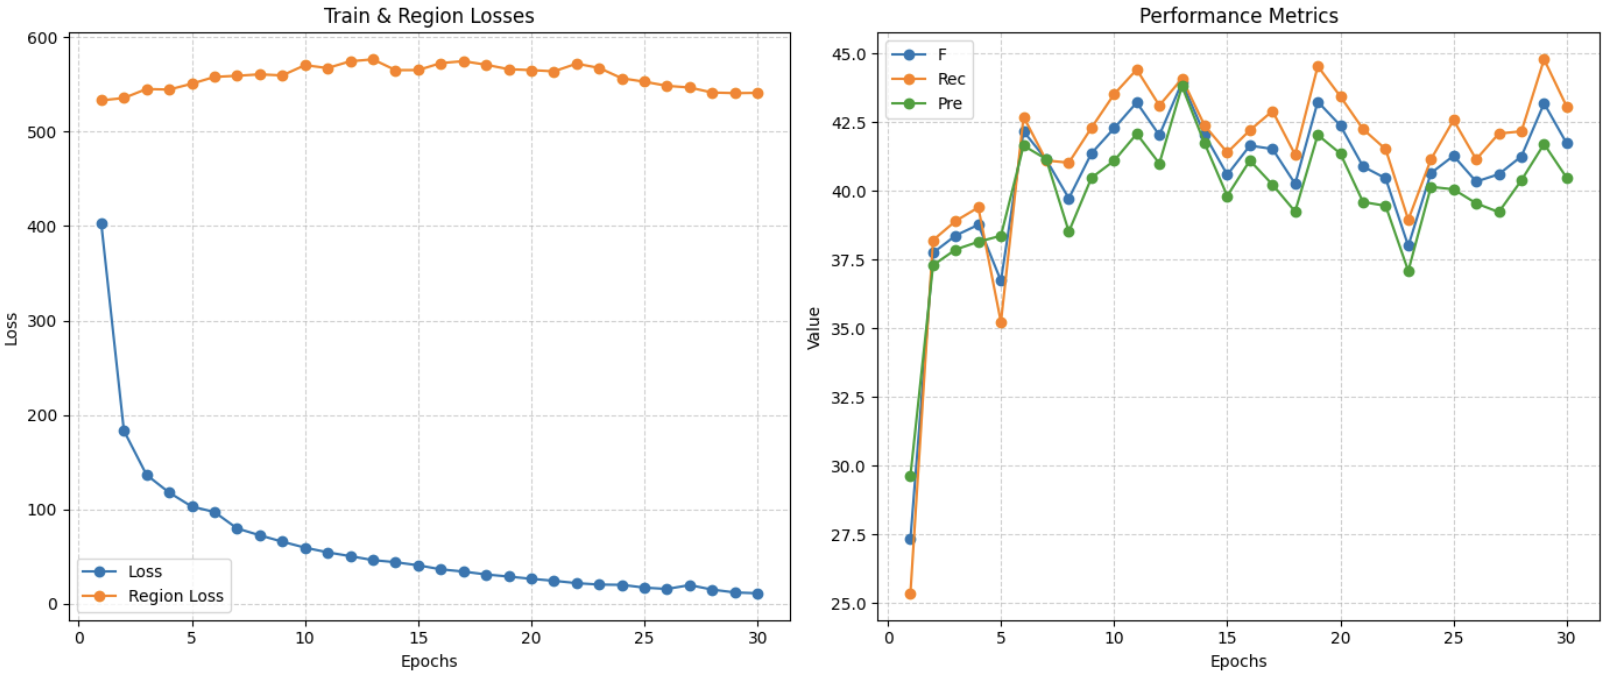 Train & Region Losses
600
500
400
300
200
100
0
Loss
Loss
Region Loss
0 5 10 15 20 25 30
Epochs
Performance Metrics
45.0
42.5
40.0
37.5
35.0
32.5
30.0
27.5
25.0
Value
F
Rec
Pre
0 5 10 15 20 25 30
Epochs